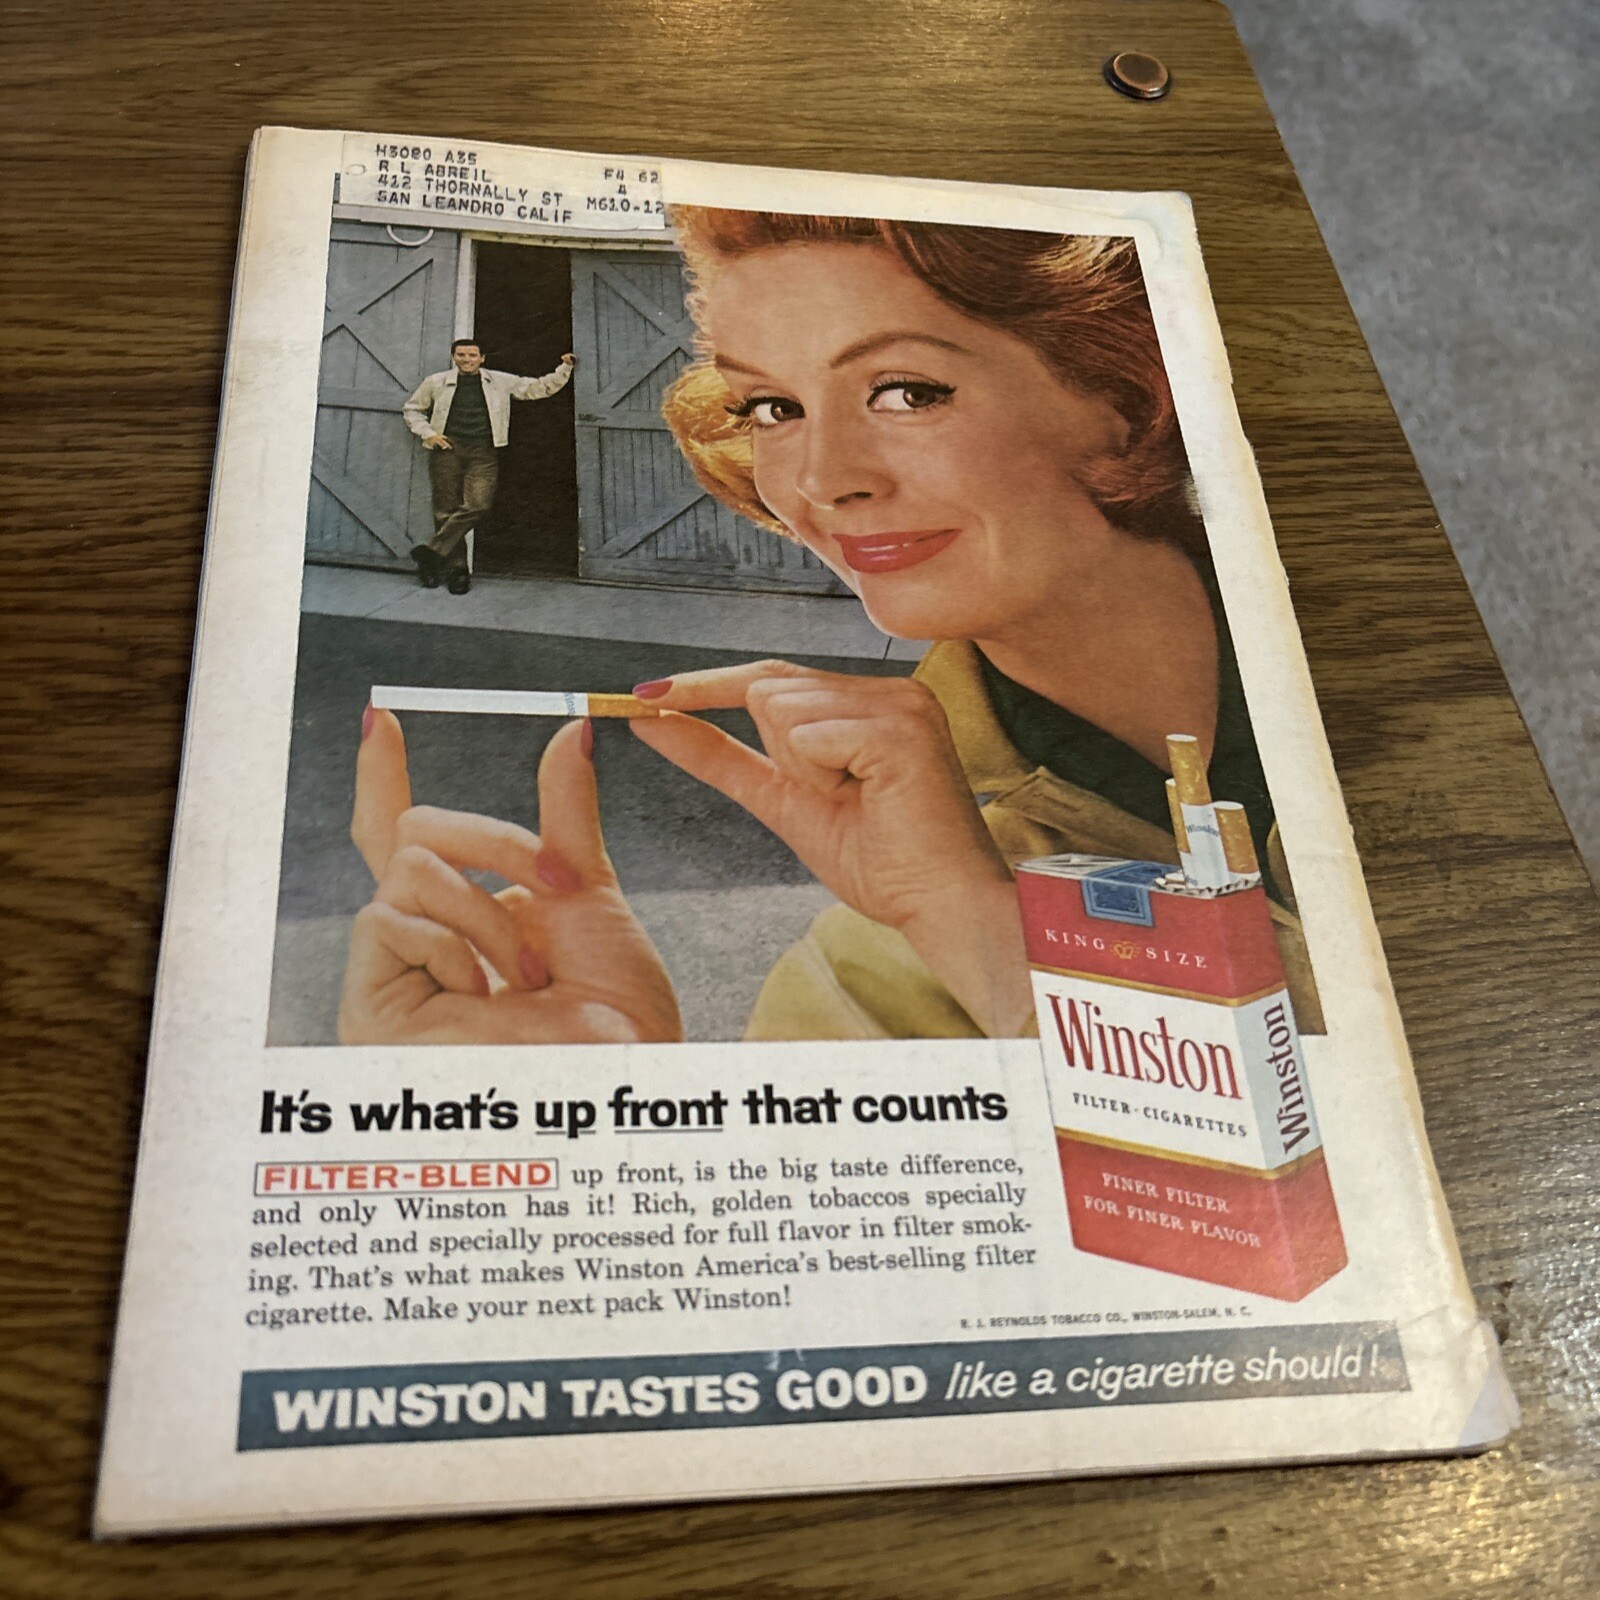 H3080 A35
R L ABREIL F4 62
412 THORNALLY ST 4
SAN LEANDRO CALIF M610-12
Winston
KING SIZE
Winston
Winston
FILTER-CIGARETTES
FINER FILTER
FOR FINER FLAVOR
It's what's up front that counts
FILTER-BLEND up front, is the big taste difference,
and only Winston has it! Rich, golden tobaccos specially
selected and specially processed for full flavor in filter smok-
ing. That's what makes Winston America's best-selling filter
cigarette. Make your next pack Winston!
R. J. REYNOLDS TOBACCO CO., WINSTON-SALEM, N. C.
WINSTON TASTES GOOD like a cigarette should!